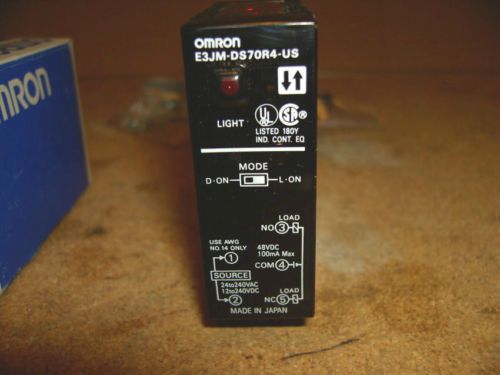 OMRON
OMRON
E3JM-DS70R4-US
LIGHT
UL
SA ®
LISTED 180Y
IND. CONT. EQ
MODE
D·ON
L·ON
LOAD
NO 3
USE AWG
NO.14 ONLY
48VDC
100mA Max
1
COM 4
SOURCE
24to240VAC
12to240VDC
LOAD
2
NC 5
MADE IN JAPAN